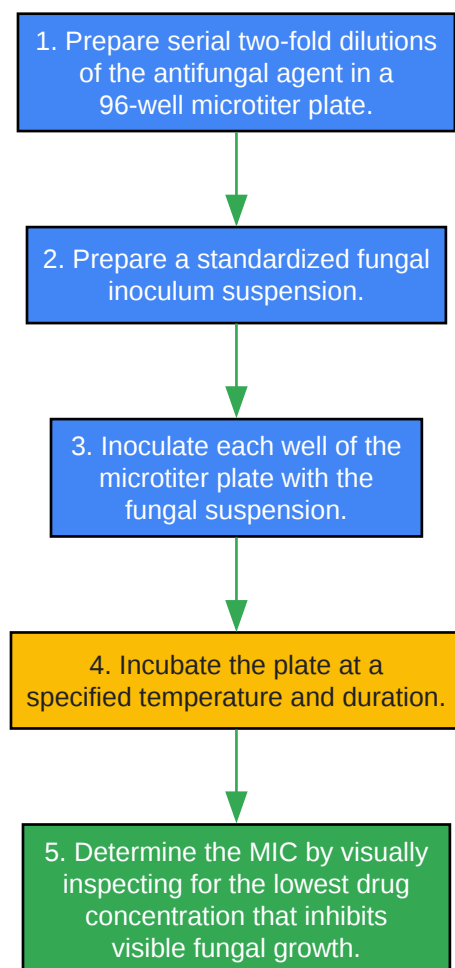 1. Prepare serial two-fold dilutions
of the antifungal agent in a
96-well microtiter plate.
2. Prepare a standardized fungal
inoculum suspension.
3. Inoculate each well of the
microtiter plate with the
fungal suspension.
4. Incubate the plate at a
specified temperature and duration.
5. Determine the MIC by visually
inspecting for the lowest drug
concentration that inhibits
visible fungal growth.